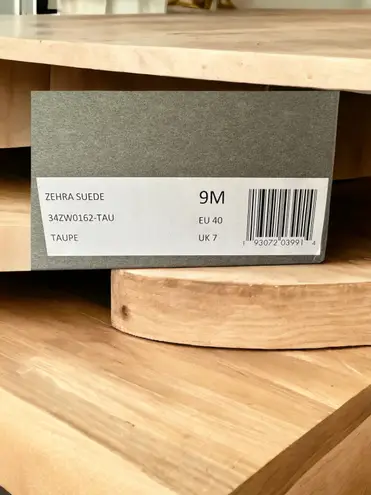 ZEHRA SUEDE 9M
34ZW0162-TAU EU 40
TAUPE UK 7
1 93072 03991 4